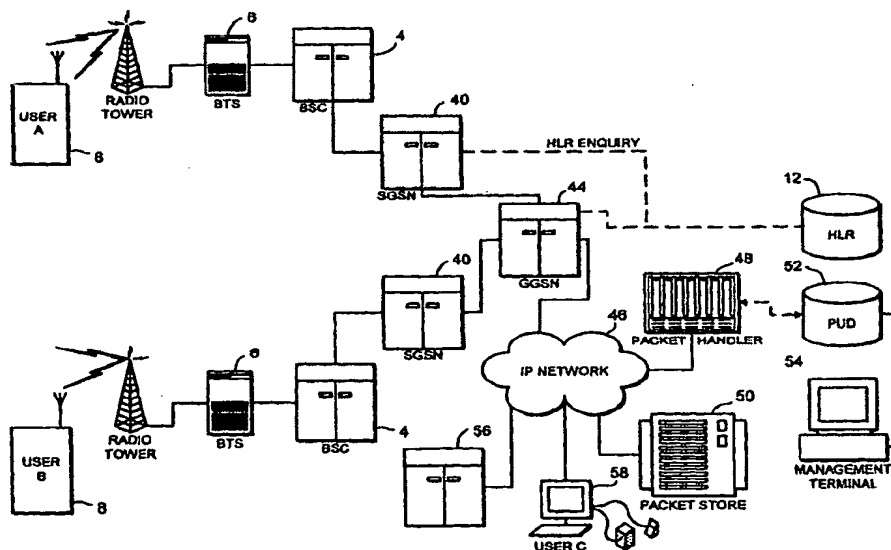 6
4
USER A
8
RADIO TOWER
BTS
BSC
40
SGSN
HLR ENQUIRY
44
GGSN
12
HLR
48
PACKET HANDLER
52
PUD
40
SGSN
46
IP NETWORK
54
MANAGEMENT TERMINAL
6
USER B
8
RADIO TOWER
BTS
BSC
4
56
50
PACKET STORE
58
USER C